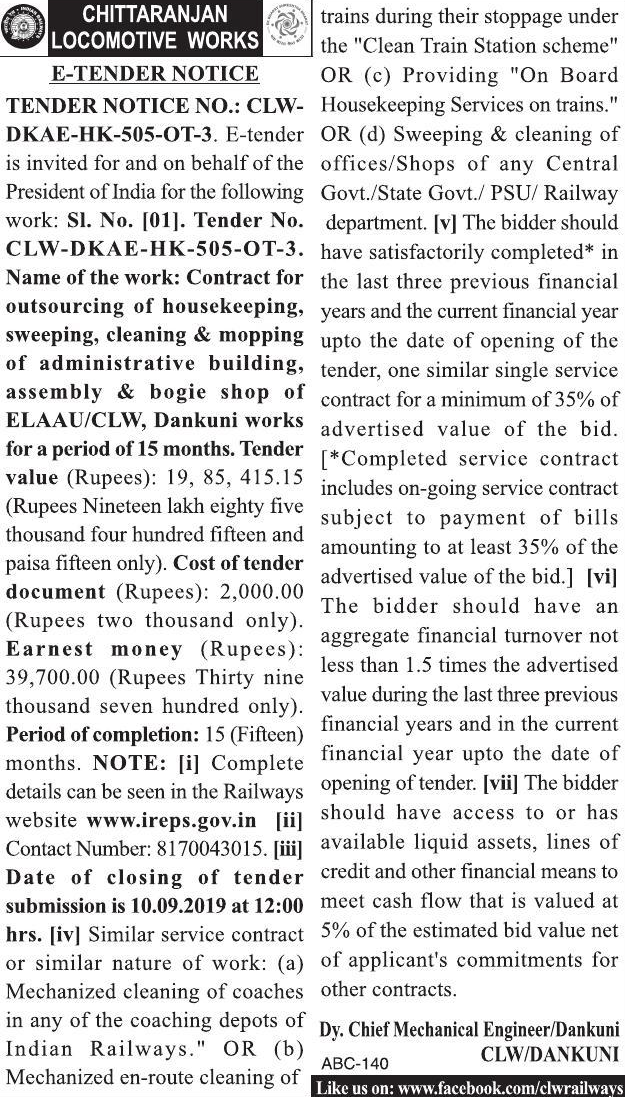 CHITTARANJAN
LOCOMOTIVE WORKS
E-TENDER NOTICE
TENDER NOTICE NO.: CLW-
DKAE-HK-505-OT-3. E-tender
is invited for and on behalf of the
President of India for the following
work: Sl. No. [01]. Tender No.
CLW-DKAE-HK-505-OT-3.
Name of the work: Contract for
outsourcing of housekeeping,
sweeping, cleaning & mopping
of administrative building,
assembly & bogie shop of
ELAAU/CLW, Dankuni works
for a period of 15 months. Tender
value (Rupees): 19, 85, 415.15
(Rupees Nineteen lakh eighty five
thousand four hundred fifteen and
paisa fifteen only). Cost of tender
document (Rupees): 2,000.00
(Rupees two thousand only).
Earnest money (Rupees):
39,700.00 (Rupees Thirty nine
thousand seven hundred only).
Period of completion: 15 (Fifteen)
months. NOTE: [i] Complete
details can be seen in the Railways
website www.ireps.gov.in [ii]
Contact Number: 8170043015. [iii]
Date of closing of tender
submission is 10.09.2019 at 12:00
hrs. [iv] Similar service contract
or similar nature of work: (a)
Mechanized cleaning of coaches
in any of the coaching depots of
Indian Railways." OR (b)
Mechanized en-route cleaning of
trains during their stoppage under
the "Clean Train Station scheme"
OR (c) Providing "On Board
Housekeeping Services on trains."
OR (d) Sweeping & cleaning of
offices/Shops of any Central
Govt./State Govt./ PSU/ Railway
department. [v] The bidder should
have satisfactorily completed* in
the last three previous financial
years and the current financial year
upto the date of opening of the
tender, one similar single service
contract for a minimum of 35% of
advertised value of the bid.
[*Completed service contract
includes on-going service contract
subject to payment of bills
amounting to at least 35% of the
advertised value of the bid.] [vi]
The bidder should have an
aggregate financial turnover not
less than 1.5 times the advertised
value during the last three previous
financial years and in the current
financial year upto the date of
opening of tender. [vii] The bidder
should have access to or has
available liquid assets, lines of
credit and other financial means to
meet cash flow that is valued at
5% of the estimated bid value net
of applicant's commitments for
other contracts.
Dy. Chief Mechanical Engineer/Dankuni
CLW/DANKUNI
ABC-140
Like us on: www.facebook.com/clwrailways